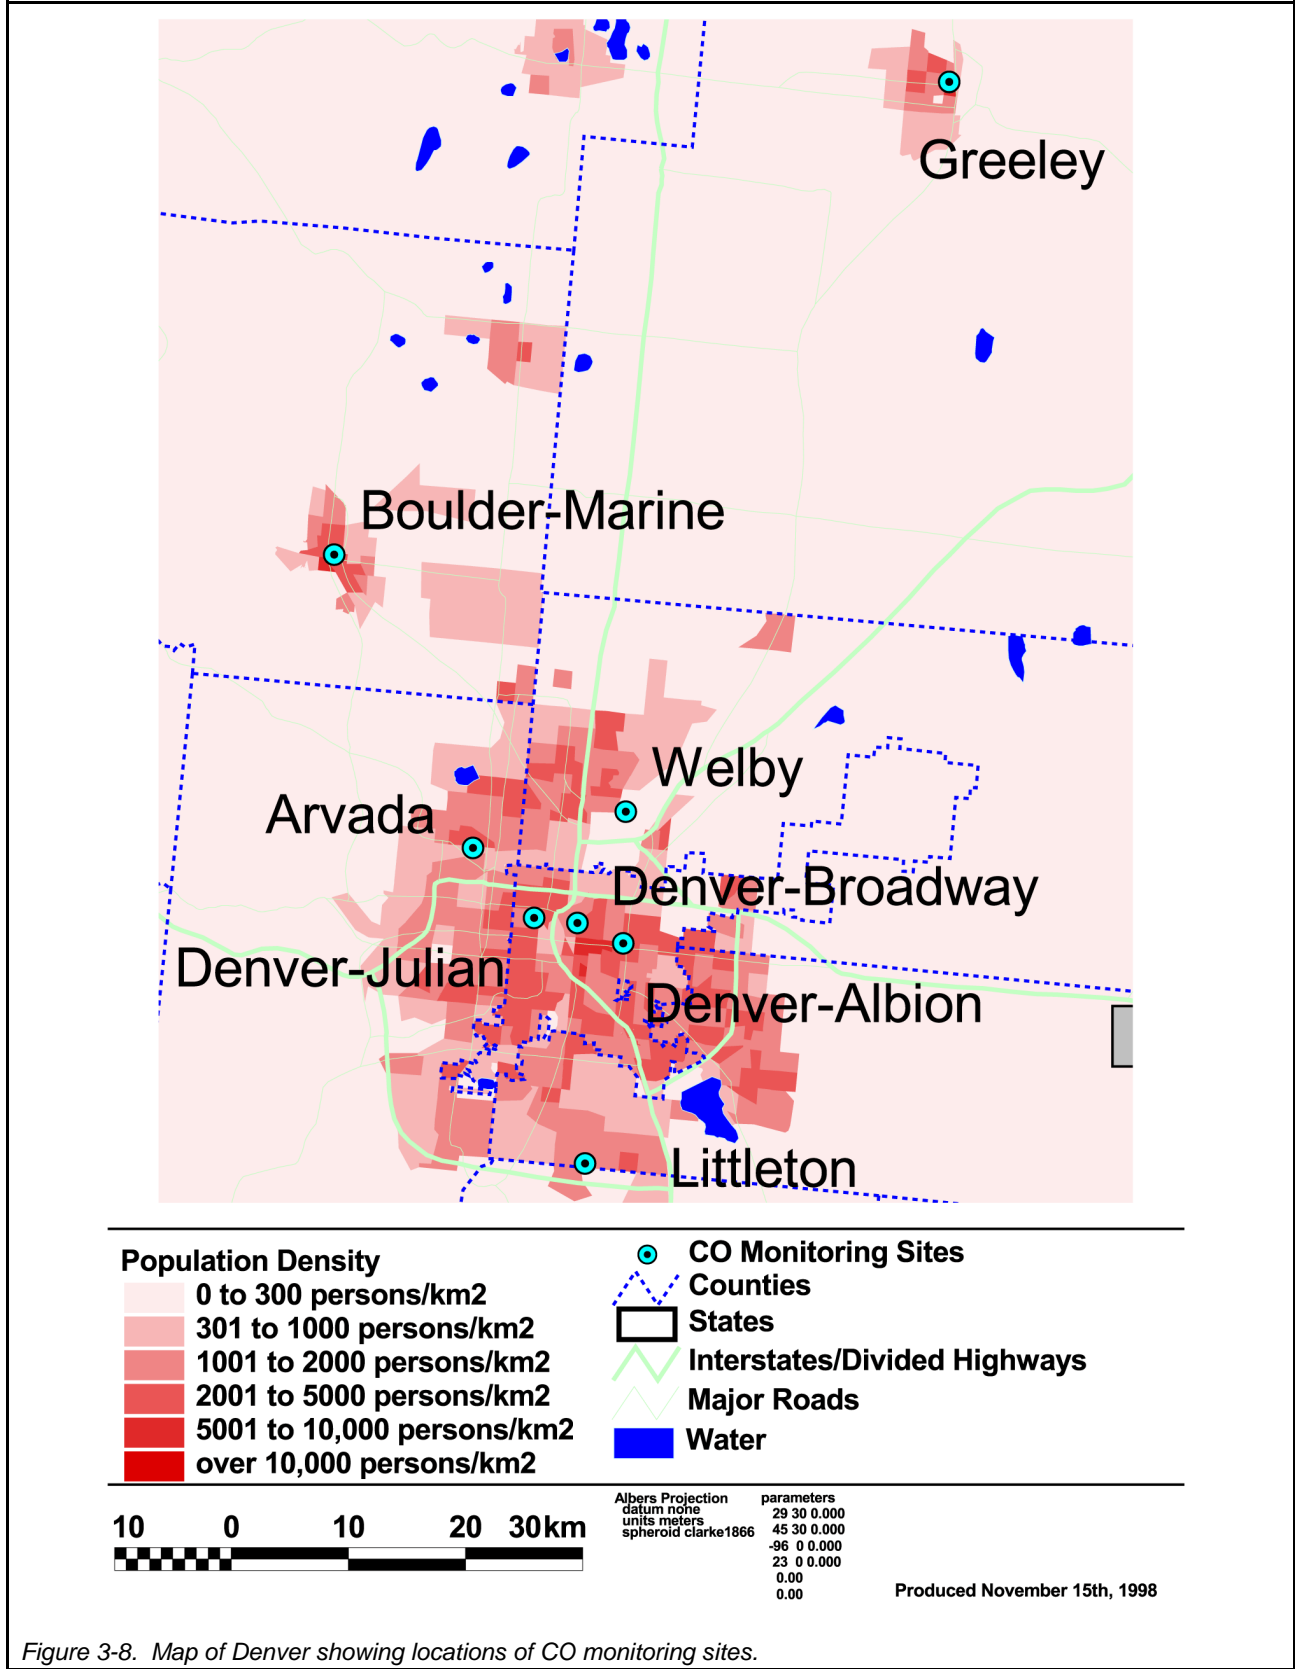 Greeley
Boulder-Marine
Welby
Arvada
Denver-Broadway
Denver-Julian
Denver-Albion
Littleton
Population Density
0 to 300 persons/km2
301 to 1000 persons/km2
1001 to 2000 persons/km2
2001 to 5000 persons/km2
5001 to 10,000 persons/km2
over 10,000 persons/km2
CO Monitoring Sites
Counties
States
Interstates/Divided Highways
Major Roads
Water
10 0 10 20 30km
Albers Projection
datum none
units meters
spheroid clarke1866
parameters
29 30 0.000
45 30 0.000
-96 0 0.000
23 0 0.000
0.00
0.00
Produced November 15th, 1998
Figure 3-8. Map of Denver showing locations of CO monitoring sites.